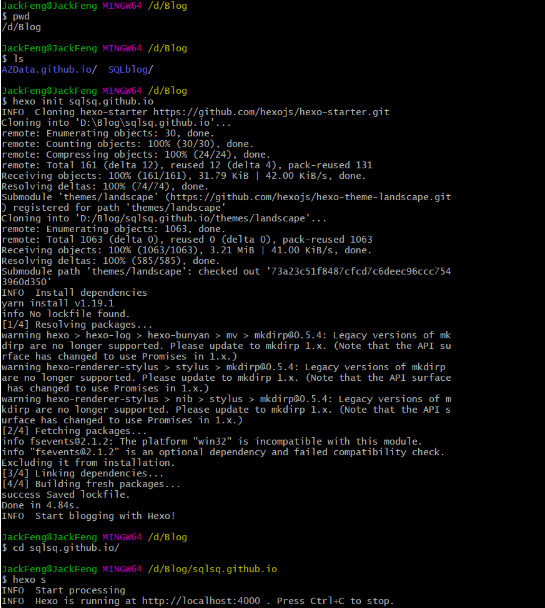 JackFeng@JackFeng MINGW64 /d/Blog
$ pwd
/d/Blog
JackFeng@JackFeng MINGW64 /d/Blog
$ ls
A2Data.github.io/  SQLblog/
JackFeng@JackFeng MINGW64 /d/Blog
$ hexo init sqlsq.github.io
INFO  Cloning hexo-starter https://github.com/hexojs/hexo-starter.git
Cloning into 'D:\Blog\sqlsq.github.io'...
remote: Enumerating objects: 30, done.
remote: Counting objects: 100% (30/30), done.
remote: Compressing objects: 100% (24/24), done.
remote: Total 161 (delta 12), reused 12 (delta 4), pack-reused 131
Receiving objects: 100% (161/161), 31.79 KiB | 42.00 KiB/s, done.
Resolving deltas: 100% (74/74), done.
Submodule 'themes/landscape' (https://github.com/hexojs/hexo-theme-landscape.git
) registered for path 'themes/landscape'
Cloning into 'D:/Blog/sqlsq.github.io/themes/landscape'...
remote: Enumerating objects: 1063, done.
remote: Total 1063 (delta 0), reused 0 (delta 0), pack-reused 1063
Receiving objects: 100% (1063/1063), 3.21 MiB | 41.00 KiB/s, done.
Resolving deltas: 100% (585/585), done.
Submodule path 'themes/landscape': checked out '73a23c51f8487cfcd7c6deec96ccc754
3960d350'
INFO  Install dependencies
yarn install v1.19.1
info No lockfile found.
[1/4] Resolving packages...
warning hexo > hexo-log > hexo-bunyan > mv > mkdirp@0.5.4: Legacy versions of mk
dirp are no longer supported. Please update to mkdirp 1.x. (Note that the API su
rface has changed to use Promises in 1.x.)
warning hexo-renderer-stylus > stylus > mkdirp@0.5.4: Legacy versions of mkdirp
are no longer supported. Please update to mkdirp 1.x. (Note that the API surface
 has changed to use Promises in 1.x.)
warning hexo-renderer-stylus > nib > stylus > mkdirp@0.5.4: Legacy versions of m
kdirp are no longer supported. Please update to mkdirp 1.x. (Note that the API s
urface has changed to use Promises in 1.x.)
[2/4] Fetching packages...
info fsevents@2.1.2: The platform "win32" is incompatible with this module.
info "fsevents@2.1.2" is an optional dependency and failed compatibility check.
Excluding it from installation.
[3/4] Linking dependencies...
[4/4] Building fresh packages...
success Saved lockfile.
Done in 4.84s.
INFO  Start blogging with Hexo!
JackFeng@JackFeng MINGW64 /d/Blog
$ cd sqlsq.github.io/
JackFeng@JackFeng MINGW64 /d/Blog/sqlsq.github.io
$ hexo s
INFO  Start processing
INFO  Hexo is running at http://localhost:4000 . Press Ctrl+C to stop.